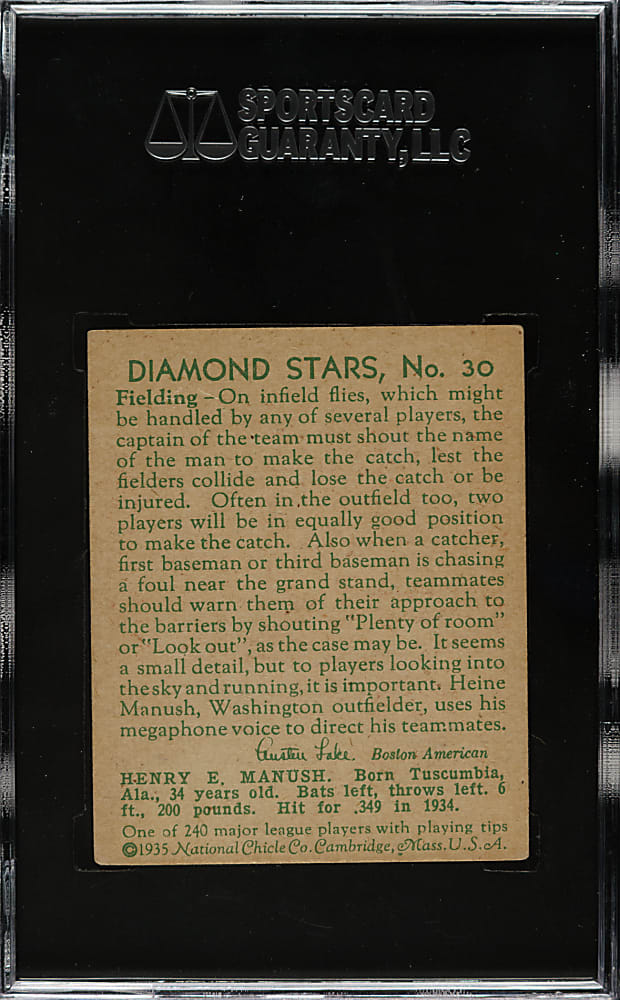 SPORTSCARD
GUARANTY, LLC
DIAMOND STARS, No. 30
Fielding – On infield flies, which might
be handled by any of several players, the
captain of the team must shout the name
of the man to make the catch, lest the
fielders collide and lose the catch or be
injured. Often in the outfield too, two
players will be in equally good position
to make the catch. Also when a catcher,
first baseman or third baseman is chasing
a foul near the grand stand, teammates
should warn them of their approach to
the barriers by shouting "Plenty of room"
or "Look out", as the case may be. It seems
a small detail, but to players looking into
the sky and running, it is important. Heine
Manush, Washington outfielder, uses his
megaphone voice to direct his teammates.
Austen Lake. Boston American
HENRY E. MANUSH. Born Tuscumbia,
Ala., 34 years old. Bats left, throws left. 6
ft., 200 pounds. Hit for .349 in 1934.
One of 240 major league players with playing tips
©1935 National Chicle Co. Cambridge, Mass. U.S.A.